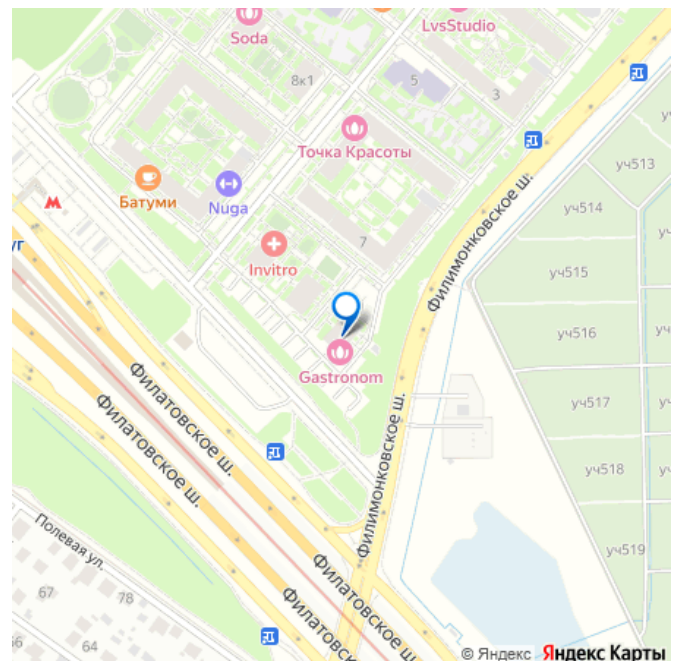 Soda
LvsStudio
8к1
5
3
Точка Красоты
уч513
уч514
Батуми
Nuga
Филимонковское ш.
7
Invitro
уч515
уг
уч516
Gastronom
Филатовское ш.
уч517
Филатовское ш.
Филимонковское ш.
уч518
Полевая ул.
уч519
67
78
Филатовское ш.
Филатовское
64
© Яндекс Яндекс Карты